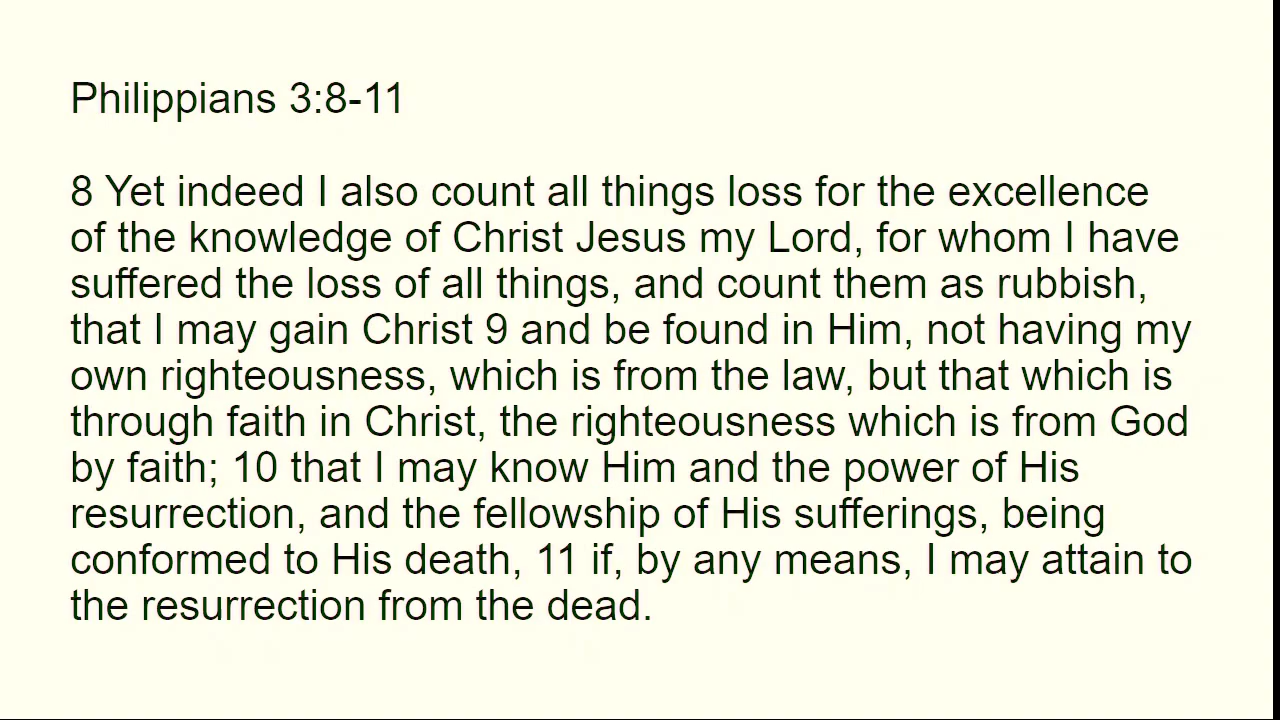 Philippians 3:8-11
8 Yet indeed I also count all things loss for the excellence
of the knowledge of Christ Jesus my Lord, for whom I have
suffered the loss of all things, and count them as rubbish,
that I may gain Christ 9 and be found in Him, not having my
own righteousness, which is from the law, but that which is
through faith in Christ, the righteousness which is from God
by faith; 10 that I may know Him and the power of His
resurrection, and the fellowship of His sufferings, being
conformed to His death, 11 if, by any means, I may attain to
the resurrection from the dead.